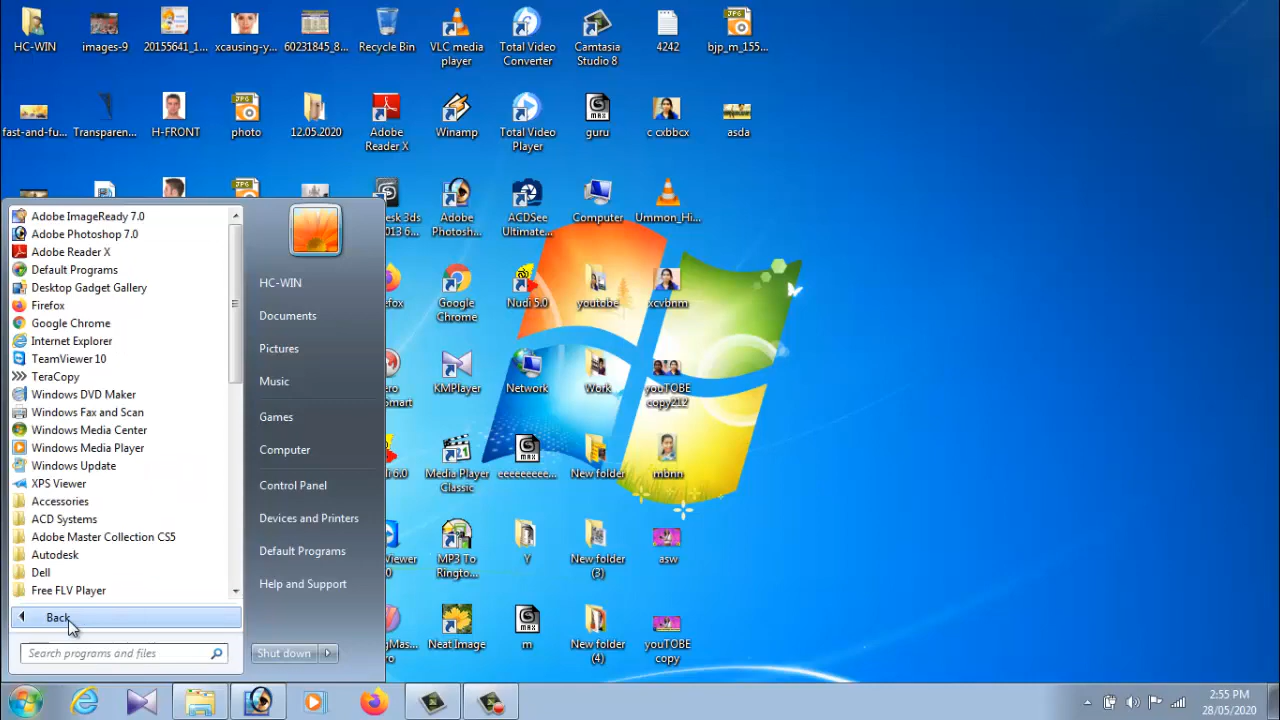 HC-WIN
images-9
20155641_1...
xcausing-y...
60231845_8...
Recycle Bin
VLC media
player
Total Video
Converter
Camtasia
Studio 8
4242
bjp_m_155...
fast-and-fu...
Transparen...
H-FRONT
photo
12.05.2020
Adobe
Reader X
Winamp
Total Video
Player
guru
c cxbbcx
asda
Adobe ImageReady 7.0
Adobe Photoshop 7.0
Adobe Reader X
Default Programs
Desktop Gadget Gallery
Firefox
Google Chrome
Internet Explorer
TeamViewer 10
TeraCopy
Windows DVD Maker
Windows Fax and Scan
Windows Media Center
Windows Media Player
Windows Update
XPS Viewer
Accessories
ACD Systems
Adobe Master Collection CS5
Autodesk
Dell
Free FLV Player
Back
Search programs and files
HC-WIN
Documents
Pictures
Music
Games
Computer
Control Panel
Devices and Printers
Default Programs
Help and Support
Shut down
Adobe
Photosh...
ACDSee
Ultimate...
Computer
Ummon_Hi...
Google
Chrome
Nudi 5.0
youtobe
xcvbnm
KMPlayer
Network
Work
youTOBE
copy212
Media Player
Classic
eeeeeeeee...
New folder
mbnn
MP3 To
Ringto...
Y
New folder
(3)
asw
Neat Image
m
New folder
(4)
youTOBE
copy
2:55 PM
28/05/2020